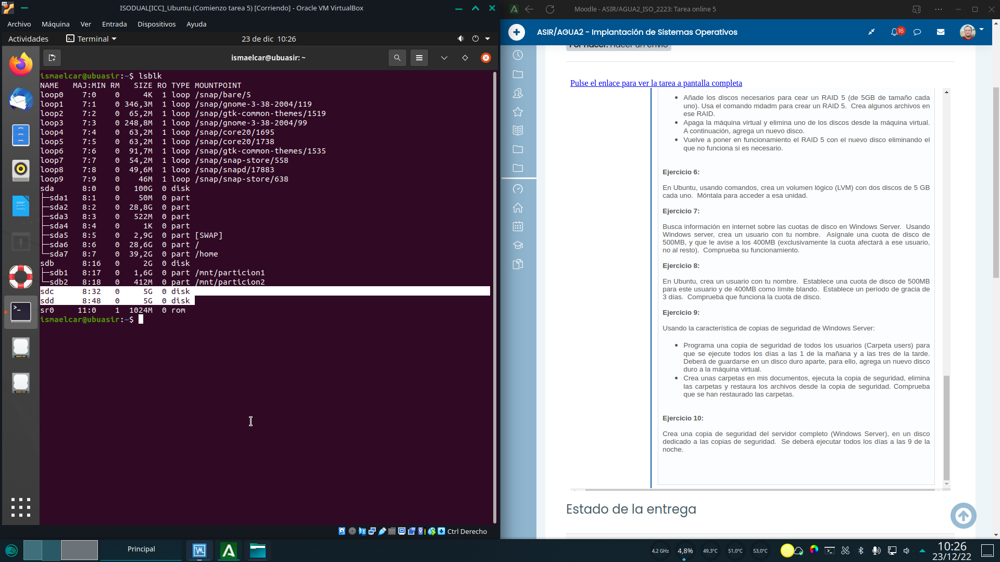 ISODUAL[ICC]_Ubuntu (Comienzo tarea 5) [Corriendo] - Oracle VM VirtualBox
Archivo Máquina Ver Entrada Dispositivos Ayuda
Actividades Terminal 23 de dic 10:26
ismaelcar@ubuasir: ~
ismaelcar@ubuasir:~$ lsblk
NAME MAJ:MIN RM SIZE RO TYPE MOUNTPOINT
loop0 7:0 0 4K 1 loop /snap/bare/5
loop1 7:1 0 346,3M 1 loop /snap/gnome-3-38-2004/119
loop2 7:2 0 65,2M 1 loop /snap/gtk-common-themes/1519
loop3 7:3 0 248,8M 1 loop /snap/gnome-3-38-2004/99
loop4 7:4 0 63,2M 1 loop /snap/core20/1695
loop5 7:5 0 63,2M 1 loop /snap/core20/1738
loop6 7:6 0 91,7M 1 loop /snap/gtk-common-themes/1535
loop7 7:7 0 54,2M 1 loop /snap/snap-store/558
loop8 7:8 0 49,6M 1 loop /snap/snapd/17883
loop9 7:9 0 46M 1 loop /snap/snap-store/638
sda 8:0 0 100G 0 disk
├─sda1 8:1 0 50M 0 part
├─sda2 8:2 0 28,8G 0 part
├─sda3 8:3 0 522M 0 part
├─sda4 8:4 0 1K 0 part
├─sda5 8:5 0 2,9G 0 part [SWAP]
├─sda6 8:6 0 28,6G 0 part /
└─sda7 8:7 0 39,2G 0 part /home
sdb 8:16 0 2G 0 disk
├─sdb1 8:17 0 1,6G 0 part /mnt/particion1
└─sdb2 8:18 0 412M 0 part /mnt/particion2
sdc 8:32 0 5G 0 disk
sdd 8:48 0 5G 0 disk
sr0 11:0 1 1024M 0 rom
ismaelcar@ubuasir:~$
Ctrl Derecho
Moodle - ASIR/AGUA2_ISO_2223: Tarea online 5
ASIR/AGUA2 - Implantación de Sistemas Operativos
16
Por hacer: Hacer un envío
Pulse el enlace para ver la tarea a pantalla completa
• Añade los discos necesarios para cear un RAID 5 (de 5GB de tamaño cada
uno). Usa el comando mdadm para crear un RAID 5. Crea algunos archivos en
ese RAID.
• Apaga la máquina virtual y elimina uno de los discos desde la máquina virtual.
A continuación, agrega un nuevo disco.
• Vuelve a poner en funcionamiento el RAID 5 con el nuevo disco eliminando el
que no funciona si es necesario.
Ejercicio 6:
En Ubuntu, usando comandos, crea un volumen lógico (LVM) con dos discos de 5 GB
cada uno. Móntala para acceder a esa unidad.
Ejercicio 7:
Busca información en internet sobre las cuotas de disco en Windows Server. Usando
Windows server, crea un usuario con tu nombre. Asígnale una cuota de disco de
500MB, y que le avise a los 400MB (exclusivamente la cuota afectará a ese usuario,
no al resto). Comprueba su funcionamiento.
Ejercicio 8:
En Ubuntu, crea un usuario con tu nombre. Establece una cuota de disco de 500MB
para este usuario y de 400MB como límite blando. Establece un período de gracia de
3 días. Comprueba que funciona la cuota de disco.
Ejercicio 9:
Usando la característica de copias de seguridad de Windows Server:
• Programa una copia de seguridad de todos los usuarios (Carpeta users) para
que se ejecute todos los días a las 1 de la mañana y a las tres de la tarde.
Deberá de guardarse en un disco duro aparte, para ello, agrega un nuevo disco
duro a la máquina virtual.
• Crea unas carpetas en mis documentos, ejecuta la copia de seguridad, elimina
las carpetas y restaura los archivos desde la copia de seguridad. Comprueba
que se han restaurado las carpetas.
Ejercicio 10:
Crea una copia de seguridad del servidor completo (Windows Server), en un disco
dedicado a las copias de seguridad. Se deberá ejecutar todos los días a las 9 de la
noche.
Estado de la entrega
Principal
4,2 GHz 4,8% 49,3°C 51,0°C 53,0°C
10:26
23/12/22